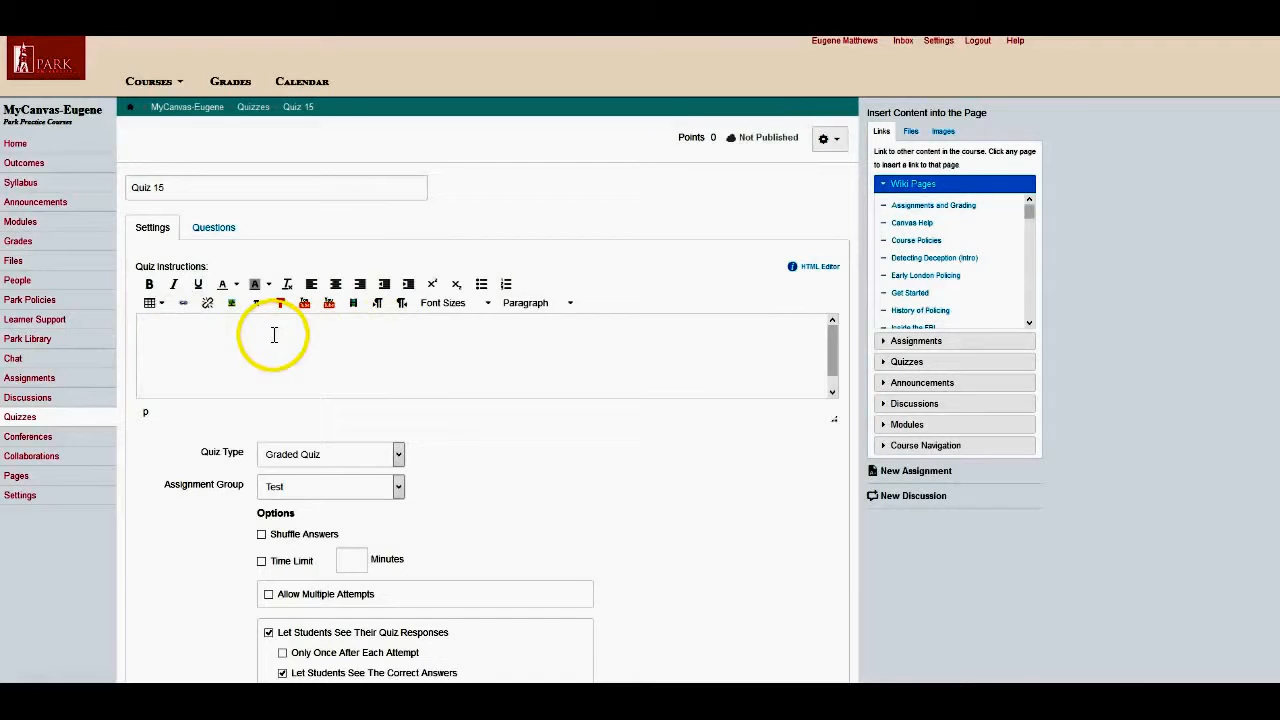 Eugene Matthews Inbox Settings Logout Help
PARK
COURSES GRADES CALENDAR
MyCanvas-Eugene
Park Practice Courses
Home
Outcomes
Syllabus
Announcements
Modules
Grades
Files
People
Park Policies
Learner Support
Park Library
Chat
Assignments
Discussions
Quizzes
Conferences
Collaborations
Pages
Settings
MyCanvas-Eugene Quizzes Quiz 15
Points 0 Not Published
Quiz 15
Settings Questions
Quiz Instructions: HTML Editor
Font Sizes Paragraph
p
Quiz Type Graded Quiz
Assignment Group Test
Options
Shuffle Answers
Time Limit Minutes
Allow Multiple Attempts
Let Students See Their Quiz Responses
Only Once After Each Attempt
Let Students See The Correct Answers
Insert Content into the Page
Links Files Images
Link to other content in the course. Click any page
to insert a link to that page.
Wiki Pages
Assignments and Grading
Canvas Help
Course Policies
Detecting Deception (Intro)
Early London Policing
Get Started
History of Policing
Inside the FBI
Assignments
Quizzes
Announcements
Discussions
Modules
Course Navigation
New Assignment
New Discussion